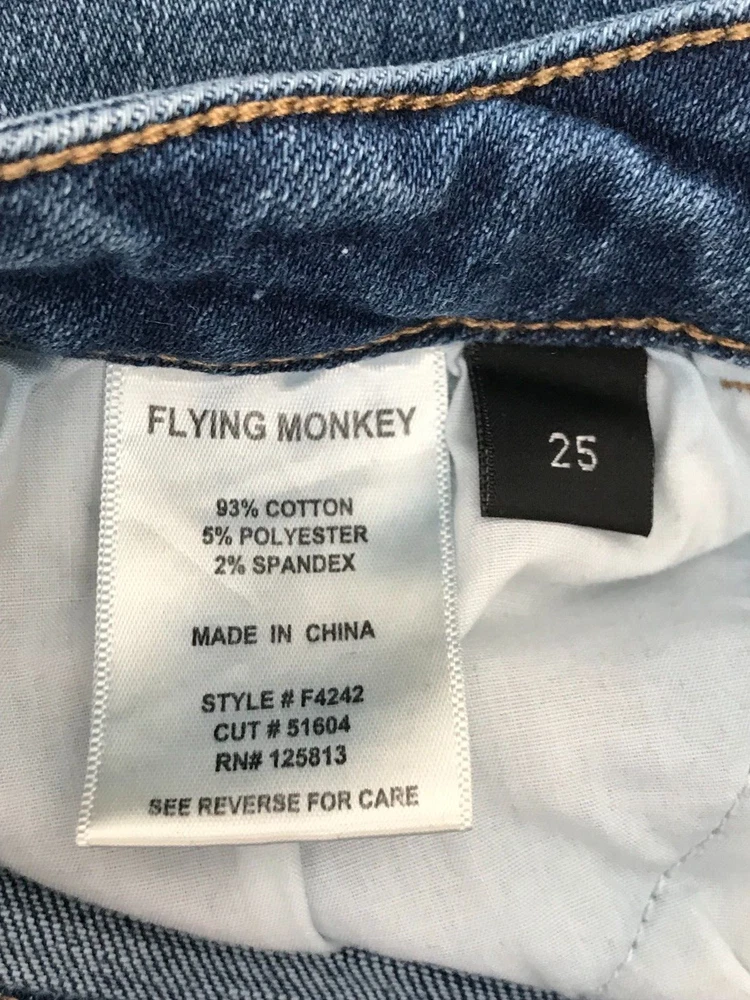 FLYING MONKEY
25
93% COTTON
5% POLYESTER
2% SPANDEX
MADE IN CHINA
STYLE # F4242
CUT # 51604
RN# 125813
SEE REVERSE FOR CARE